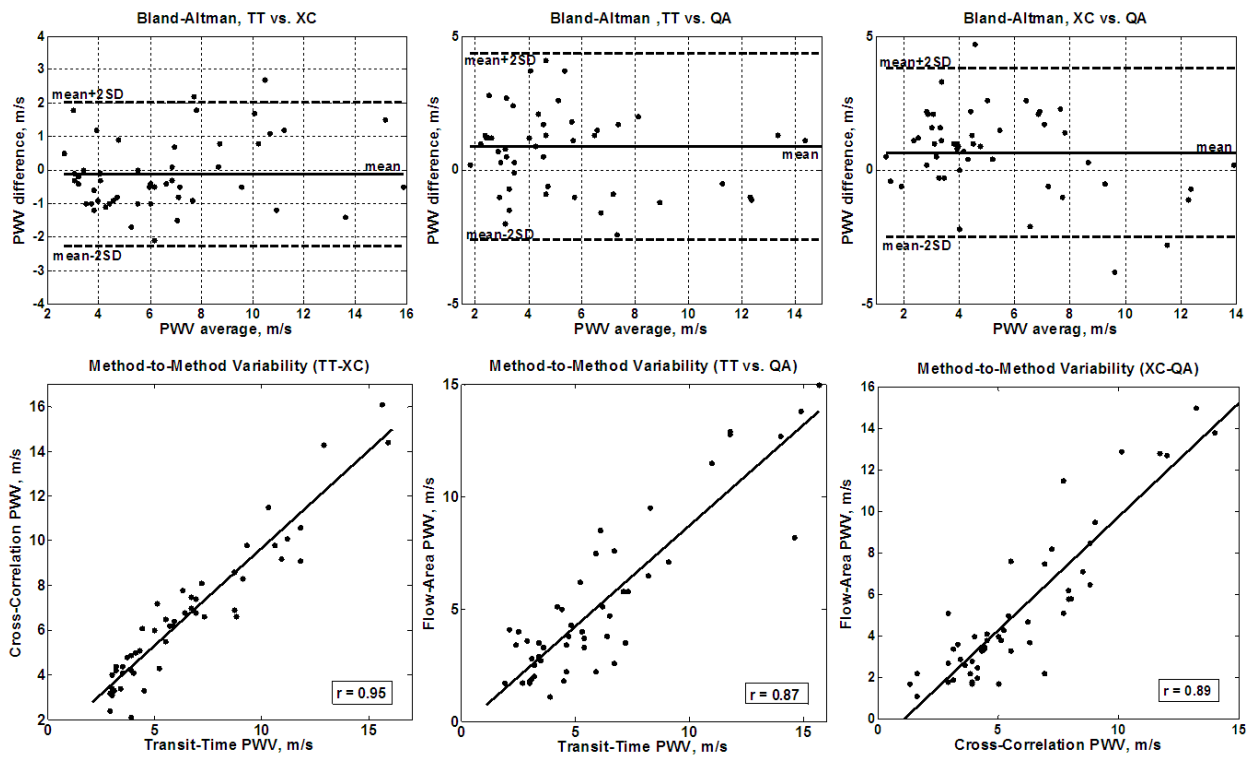 Bland-Altman, TT vs. XC
4
3
2
1
0
-1
-2
-3
-4
PWV difference, m/s
mean+2SD
mean
mean-2SD
2
4
6
8
10
12
14
16
PWV average, m/s
Bland-Altman ,TT vs. QA
5
0
-5
PWV difference, m/s
mean+2SD
mean
mean-2SD
2
4
6
8
10
12
14
PWV average, m/s
Bland-Altman, XC vs. QA
5
0
-5
PWV difference, m/s
mean+2SD
mean
mean-2SD
2
4
6
8
10
12
14
PWV averag, m/s
Method-to-Method Variability (TT-XC)
16
14
12
10
8
6
4
2
Cross-Correlation PWV, m/s
r = 0.95
0
5
10
15
Transit-Time PWV, m/s
Method-to-Method Variability (TT vs. QA)
15
10
5
0
Flow-Area PWV, m/s
r = 0.87
0
5
10
15
Transit-Time PWV, m/s
Method-to-Method Variability (XC-QA)
16
14
12
10
8
6
4
2
0
Flow-Area PWV, m/s
r = 0.89
0
5
10
15
Cross-Correlation PWV, m/s